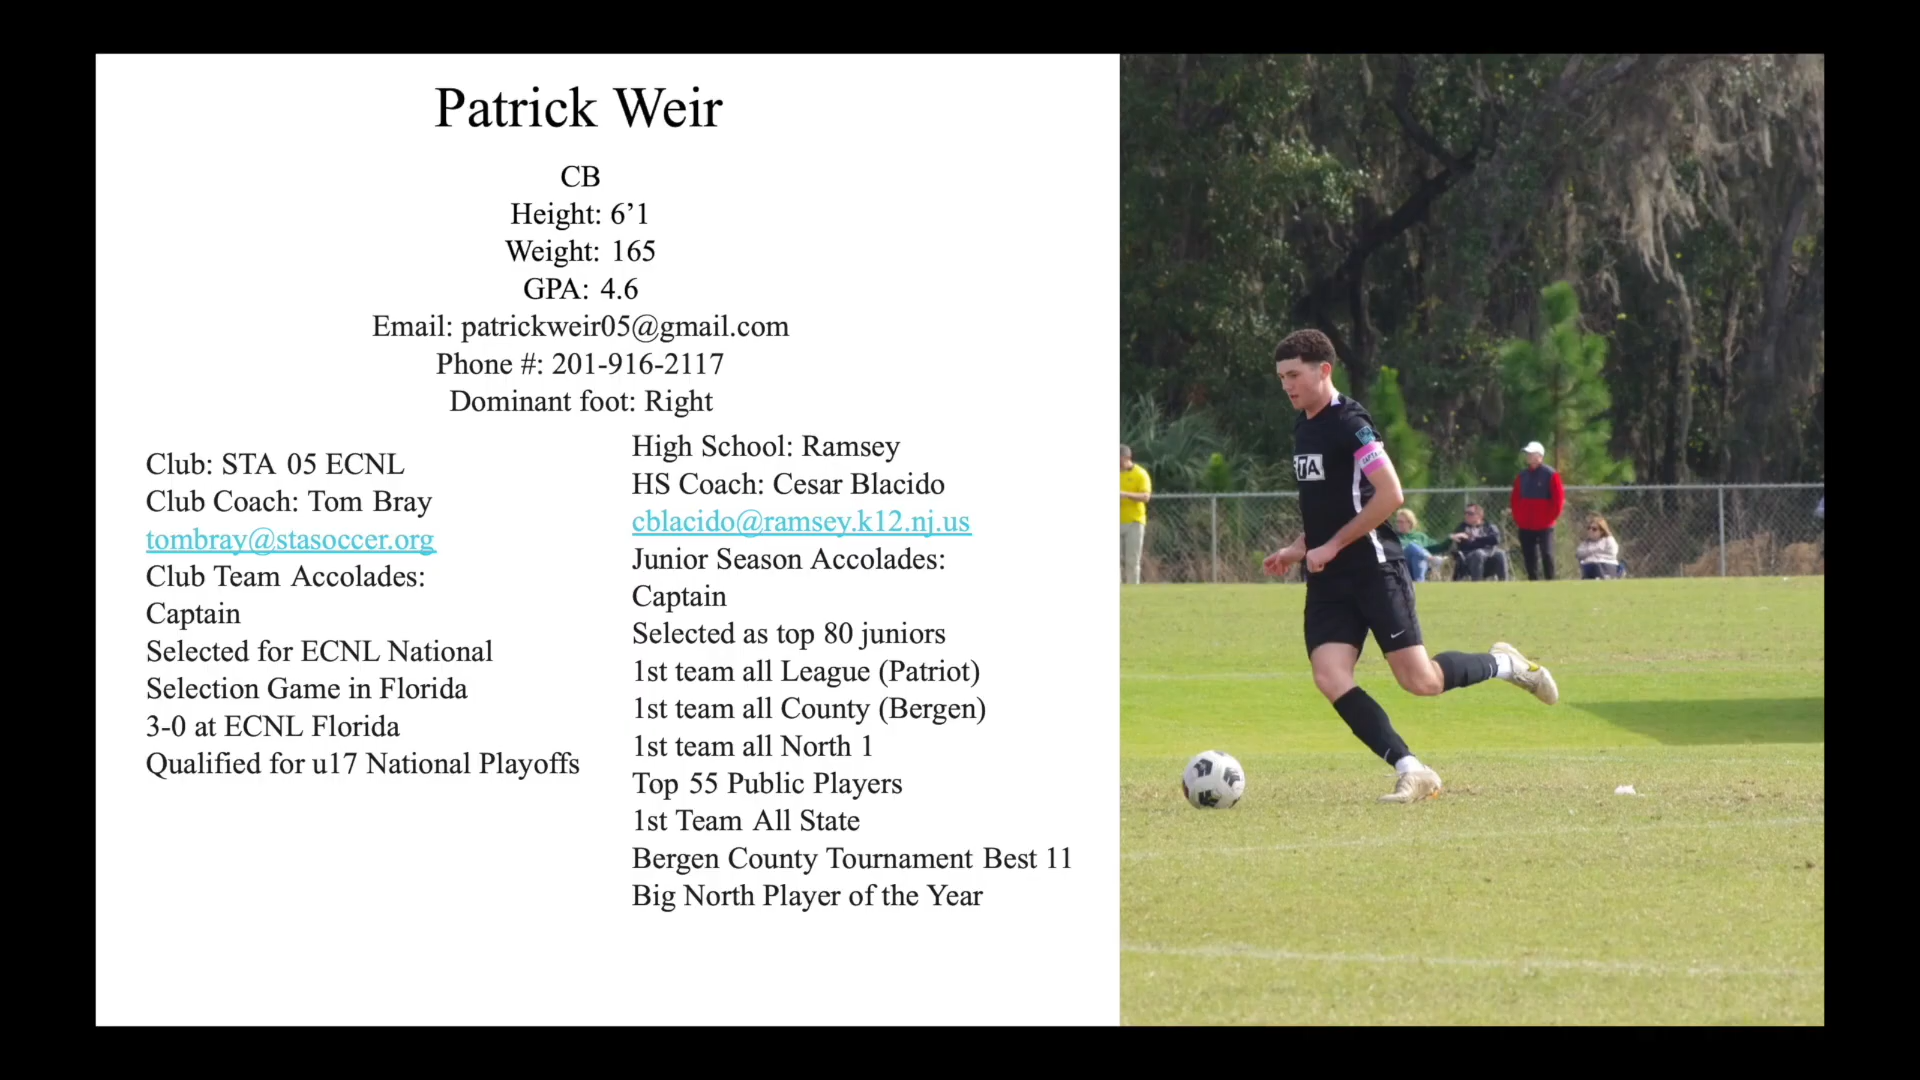 Patrick Weir
CB
Height: 6’1
Weight: 165
GPA: 4.6
Email: patrickweir05@gmail.com
Phone #: 201-916-2117
Dominant foot: Right
Club: STA 05 ECNL
Club Coach: Tom Bray
tombray@stasoccer.org
Club Team Accolades:
Captain
Selected for ECNL National
Selection Game in Florida
3-0 at ECNL Florida
Qualified for u17 National Playoffs
High School: Ramsey
HS Coach: Cesar Blacido
cblacido@ramsey.k12.nj.us
Junior Season Accolades:
Captain
Selected as top 80 juniors
1st team all League (Patriot)
1st team all County (Bergen)
1st team all North 1
Top 55 Public Players
1st Team All State
Bergen County Tournament Best 11
Big North Player of the Year
TA